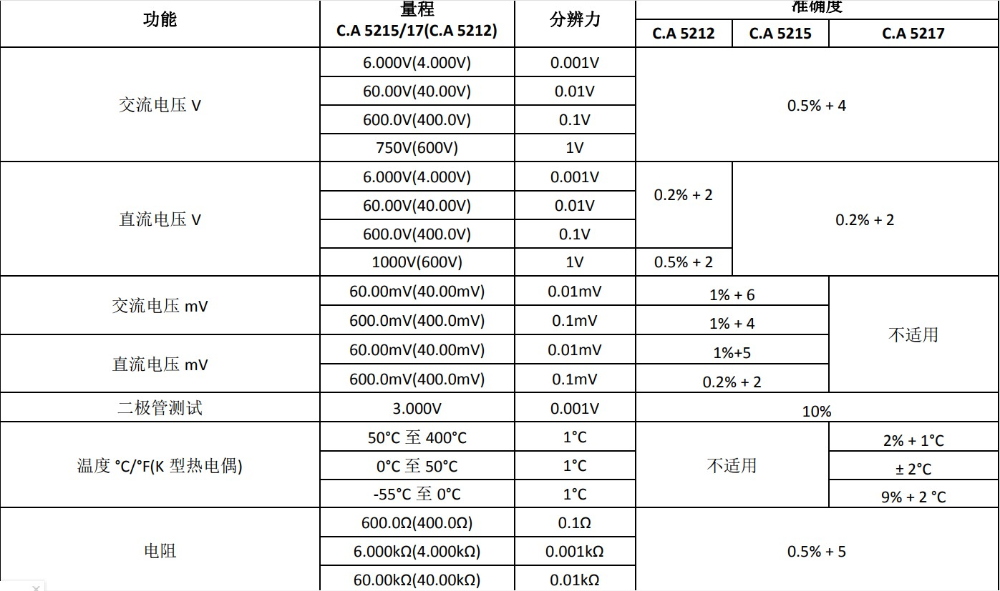 功能
量程
C.A 5215/17(C.A 5212)
分辨力
准确度
C.A 5212
C.A 5215
C.A 5217
交流电压 V
6.000V(4.000V)
0.001V
0.5% + 4
60.00V(40.00V)
0.01V
600.0V(400.0V)
0.1V
750V(600V)
1V
直流电压 V
6.000V(4.000V)
0.001V
0.2% + 2
0.2% + 2
60.00V(40.00V)
0.01V
600.0V(400.0V)
0.1V
1000V(600V)
1V
0.5% + 2
交流电压 mV
60.00mV(40.00mV)
0.01mV
1% + 6
不适用
600.0mV(400.0mV)
0.1mV
1% + 4
直流电压 mV
60.00mV(40.00mV)
0.01mV
1%+5
600.0mV(400.0mV)
0.1mV
0.2% + 2
二极管测试
3.000V
0.001V
10%
温度 °C/°F(K 型热电偶)
50°C 至 400°C
1°C
不适用
2% + 1°C
0°C 至 50°C
1°C
± 2°C
-55°C 至 0°C
1°C
9% + 2 °C
电阻
600.0Ω(400.0Ω)
0.1Ω
0.5% + 5
6.000kΩ(4.000kΩ)
0.001kΩ
60.00kΩ(40.00kΩ)
0.01kΩ